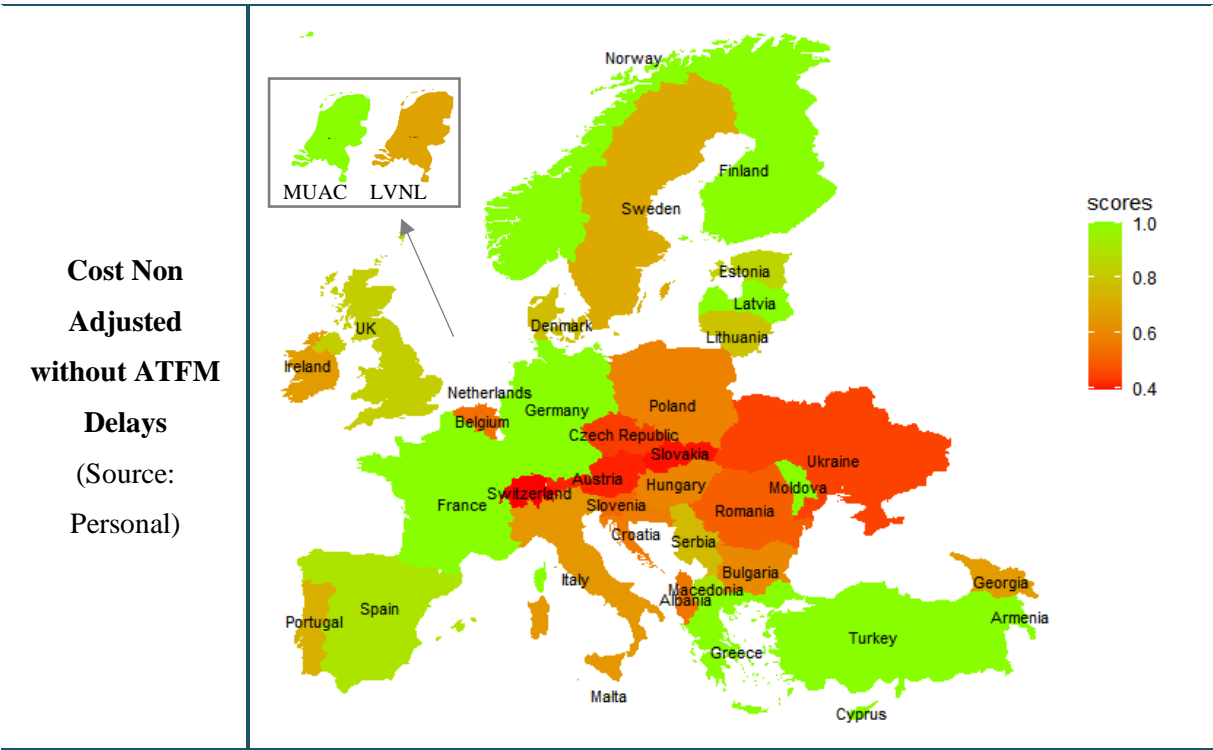 Cost Non
Adjusted
without ATFM
Delays
(Source:
Personal)
Norway
MUAC LVNL
Finland
Sweden
scores
1.0
0.8
0.6
0.4
Estonia
Latvia
Lithuania
UK
Denmark
Ireland
Netherlands
Germany
Poland
Belgium
Czech Republic
Slovakia
Ukraine
Austria
Switzerland
Hungary
Moldova
France
Slovenia
Romania
Croatia
Serbia
Italy
Bulgaria
Georgia
Macedonia
Albania
Spain
Portugal
Armenia
Turkey
Greece
Malta
Cyprus